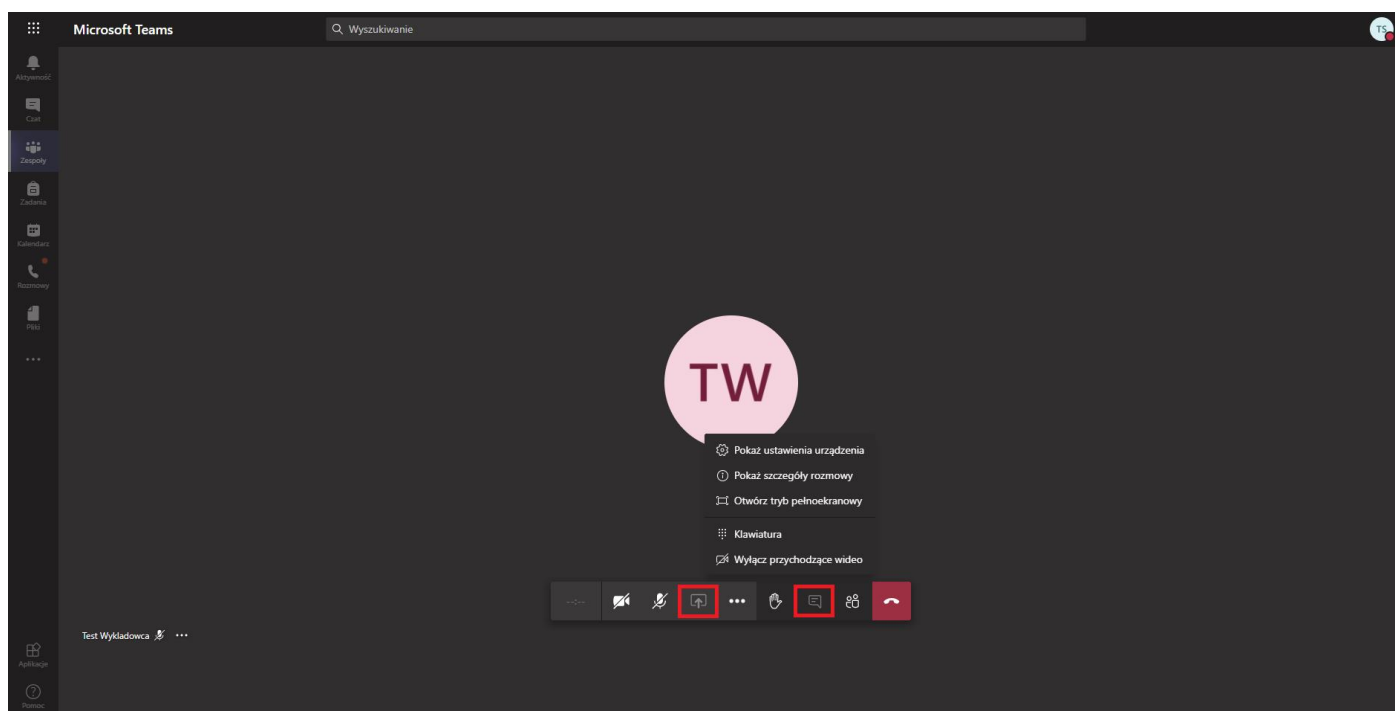 Microsoft Teams
Wyszukiwanie
TS
Aktywność
Czat
Zespoły
Zadania
Kalendarz
Rozmowy
Pliki
TW
Pokaż ustawienia urządzenia
Pokaż szczegóły rozmowy
Otwórz tryb pełnoekranowy
Klawiatura
Wyłącz przychodzące wideo
--:--
Test Wykladowca
Aplikacje
Pomoc